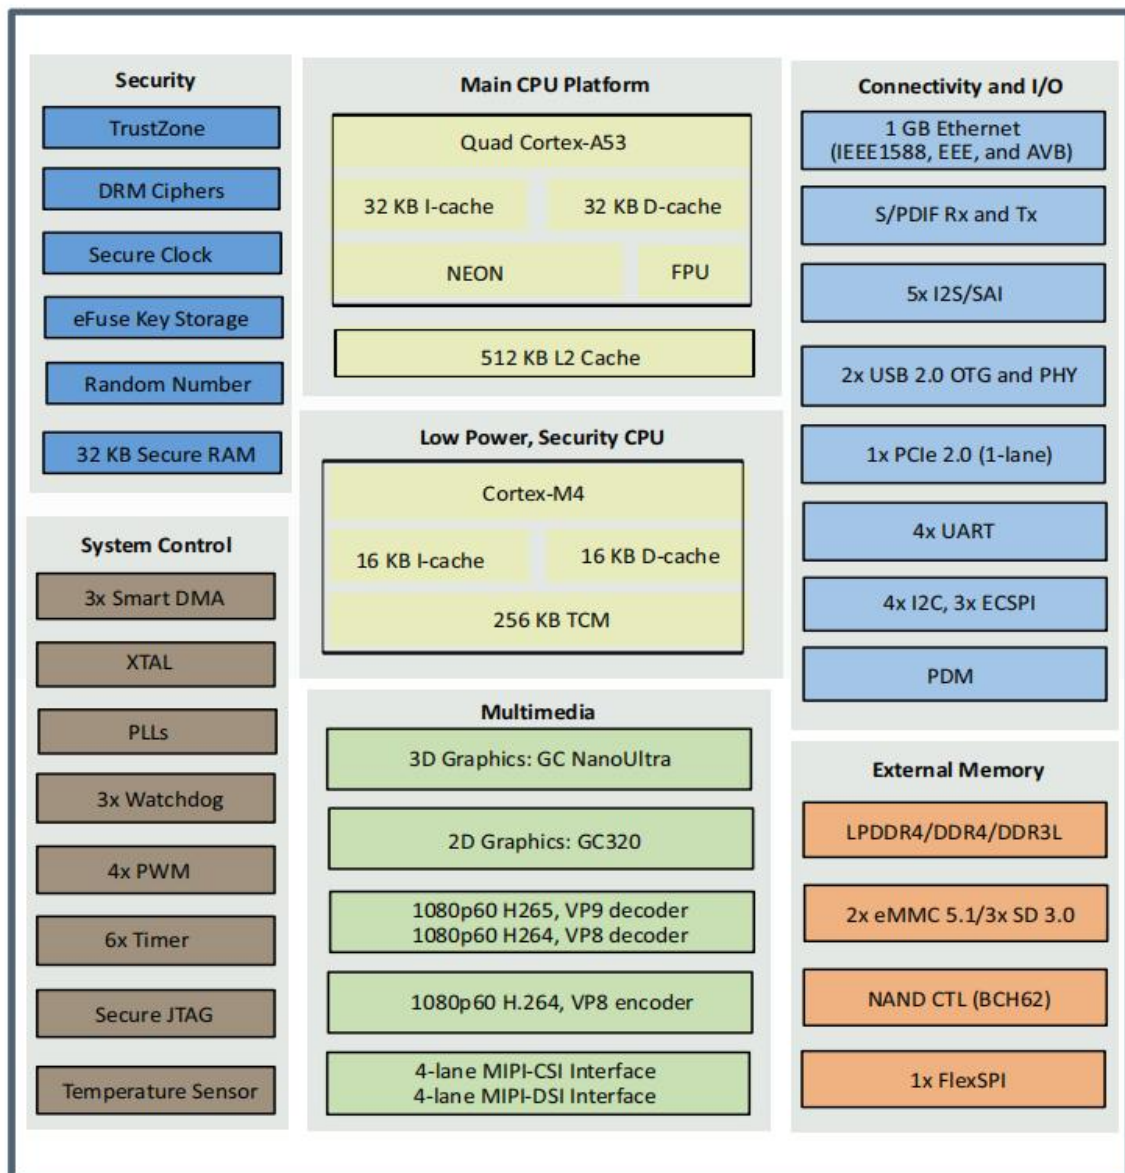 Security
TrustZone
DRM Ciphers
Secure Clock
eFuse Key Storage
Random Number
32 KB Secure RAM
System Control
3x Smart DMA
XTAL
PLLs
3x Watchdog
4x PWM
6x Timer
Secure JTAG
Temperature Sensor
Main CPU Platform
Quad Cortex-A53
32 KB I-cache
32 KB D-cache
NEON
FPU
512 KB L2 Cache
Low Power, Security CPU
Cortex-M4
16 KB I-cache
16 KB D-cache
256 KB TCM
Multimedia
3D Graphics: GC NanoUltra
2D Graphics: GC320
1080p60 H265, VP9 decoder
1080p60 H264, VP8 decoder
1080p60 H.264, VP8 encoder
4-lane MIPI-CSI Interface
4-lane MIPI-DSI Interface
Connectivity and I/O
1 GB Ethernet
(IEEE1588, EEE, and AVB)
S/PDIF Rx and Tx
5x I2S/SAI
2x USB 2.0 OTG and PHY
1x PCIe 2.0 (1-lane)
4x UART
4x I2C, 3x ECSPI
PDM
External Memory
LPDDR4/DDR4/DDR3L
2x eMMC 5.1/3x SD 3.0
NAND CTL (BCH62)
1x FlexSPI